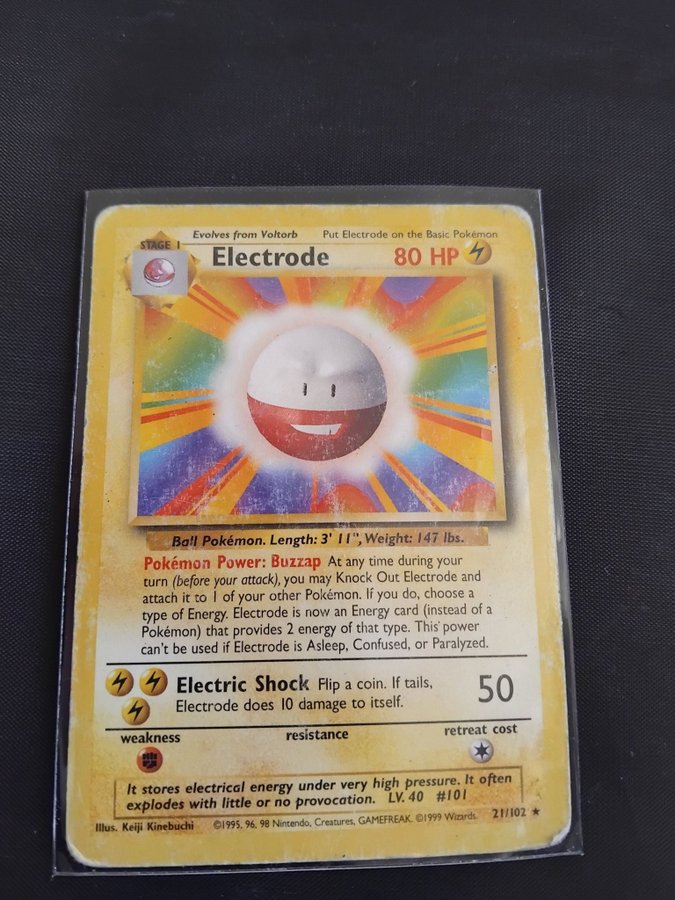 Evolves from Voltorb Put Electrode on the Basic Pokémon
STAGE 1
Electrode 80 HP
Ball Pokémon. Length: 3' 11", Weight: 147 lbs.
Pokémon Power: Buzzap At any time during your
turn (before your attack), you may Knock Out Electrode and
attach it to 1 of your other Pokémon. If you do, choose a
type of Energy. Electrode is now an Energy card (instead of a
Pokémon) that provides 2 energy of that type. This power
can't be used if Electrode is Asleep, Confused, or Paralyzed.
Electric Shock Flip a coin. If tails, 50
Electrode does 10 damage to itself.
weakness resistance retreat cost
It stores electrical energy under very high pressure. It often
explodes with little or no provocation. LV. 40 #101
Illus. Keiji Kinebuchi ©1995, 96, 98 Nintendo, Creatures, GAMEFREAK. ©1999 Wizards. 21/102 ★